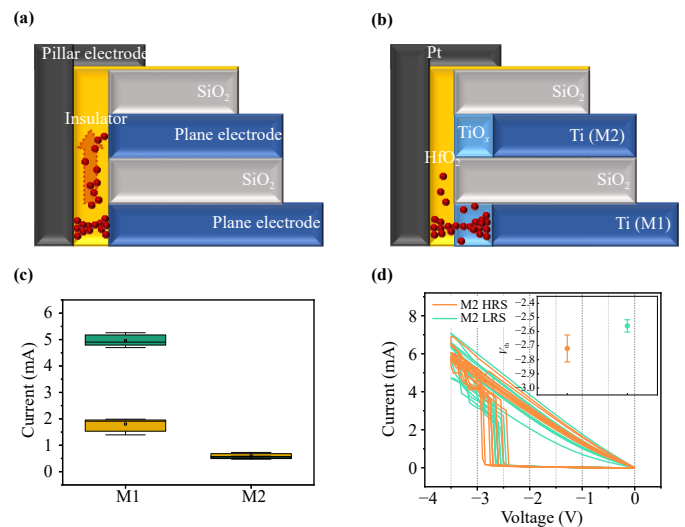 (a)
Pillar electrode
SiO₂
Insulator
Plane electrode
SiO₂
Plane electrode
(b)
Pt
SiO₂
TiOₓ
Ti (M2)
HfO₂
SiO₂
Ti (M1)
(c)
Current (mA)
6
5
4
3
2
1
0
M1
M2
(d)
Current (mA)
8
6
4
2
0
M2 HRS
M2 LRS
Vth
−2.4
−2.5
−2.6
−2.7
−2.8
−2.9
−3.0
−4
−3
−2
−1
0
Voltage (V)